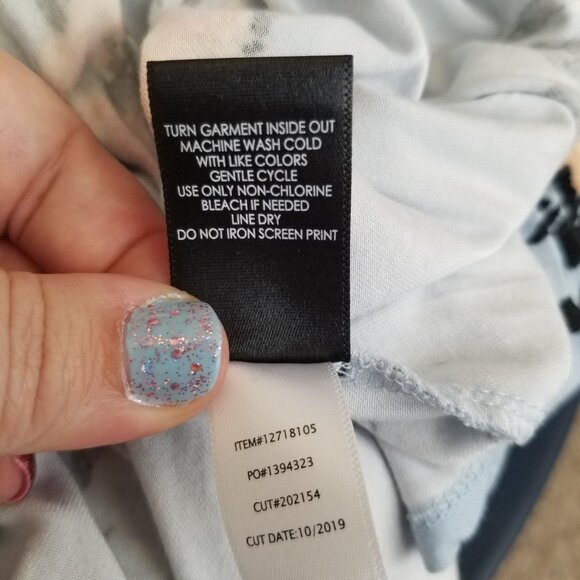 TURN GARMENT INSIDE OUT
MACHINE WASH COLD
WITH LIKE COLORS
GENTLE CYCLE
USE ONLY NON-CHLORINE
BLEACH IF NEEDED
LINE DRY
DO NOT IRON SCREEN PRINT
ITEM#12718105
PO#1394323
CUT#202154
CUT DATE:10/2019